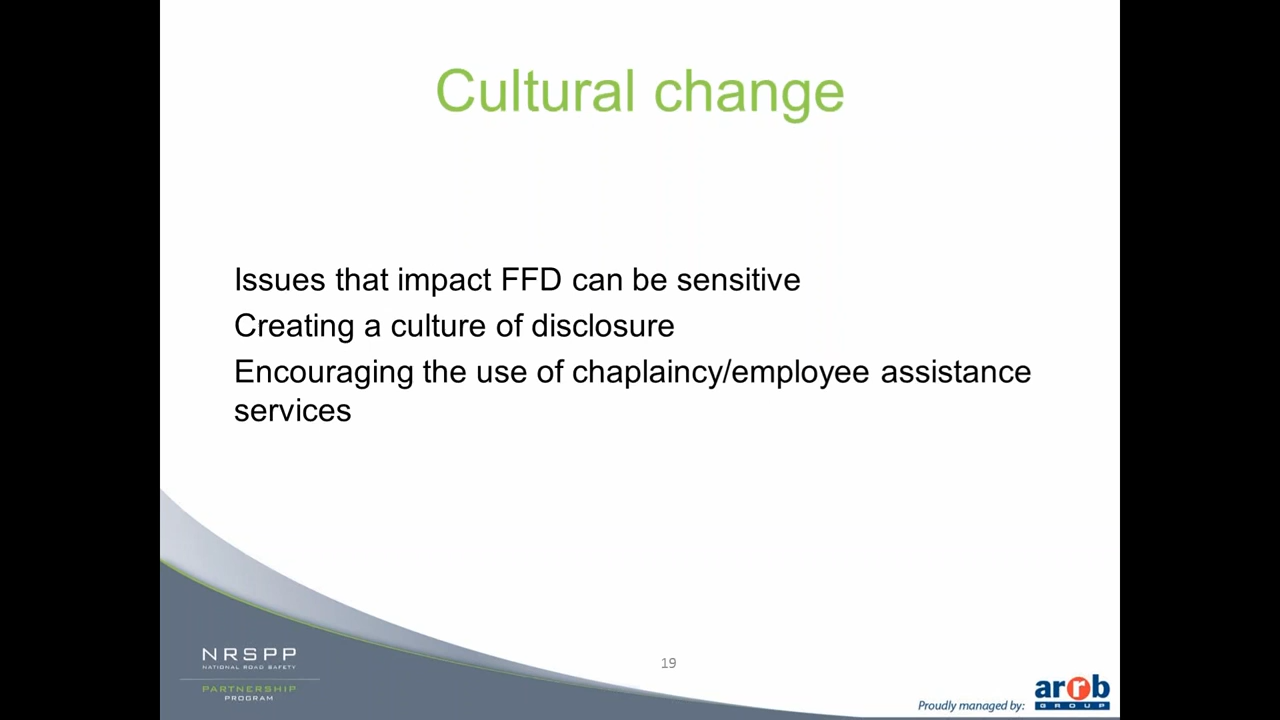 Cultural change
Issues that impact FFD can be sensitive
Creating a culture of disclosure
Encouraging the use of chaplaincy/employee assistance
services
NRSPP
NATIONAL ROAD SAFETY
PARTNERSHIP
PROGRAM
19
Proudly managed by:
arrb
GROUP